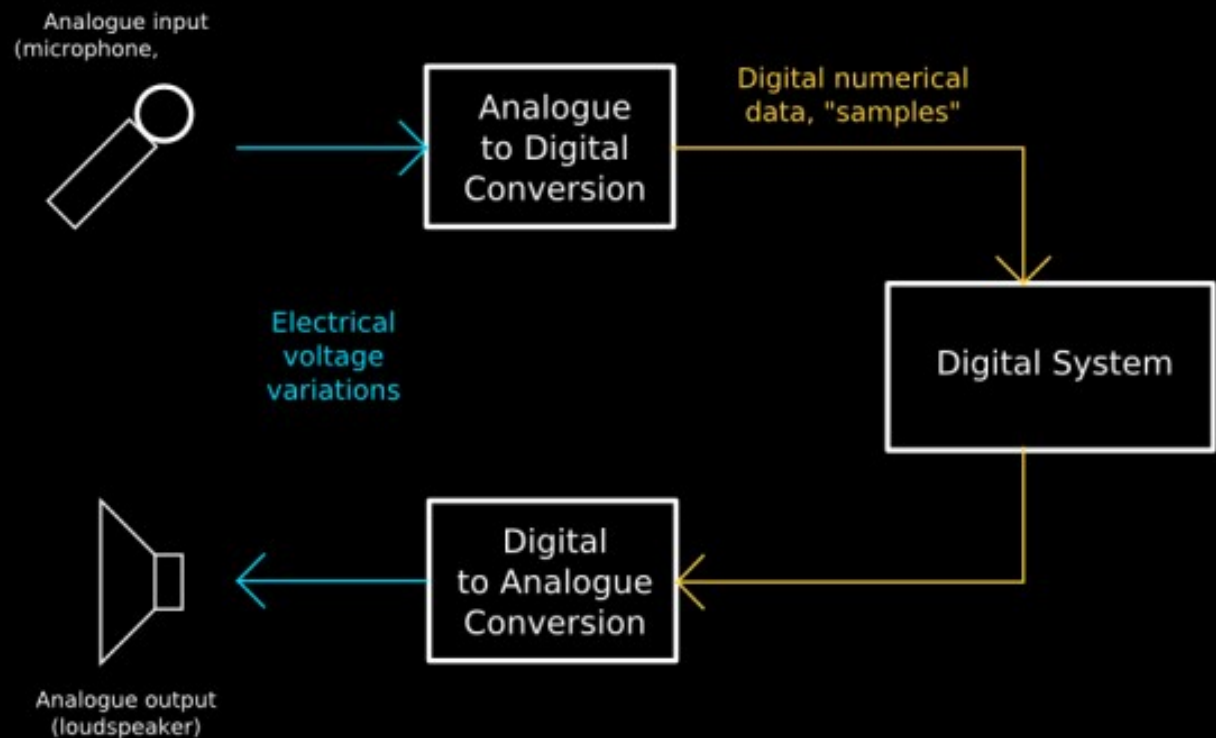 Analogue input
(microphone,
Analogue
to Digital
Conversion
Digital numerical
data, "samples"
Digital System
Electrical
voltage
variations
Digital
to Analogue
Conversion
Analogue output
(loudspeaker)